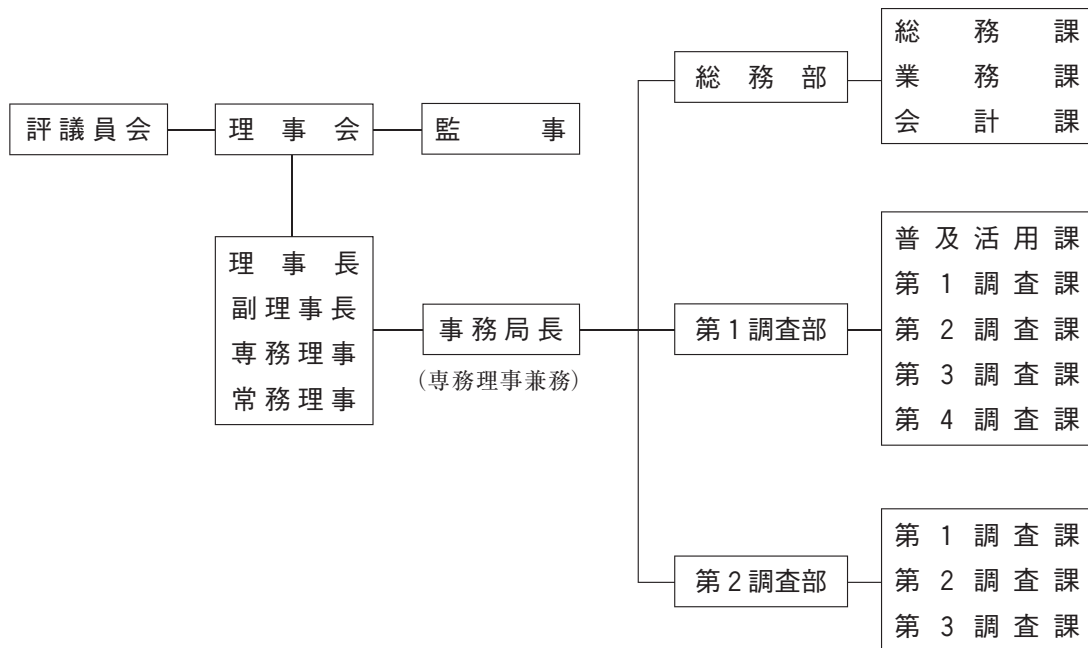 評議員会
理事会
監事
理事長
副理事長
専務理事
常務理事
事務局長
(専務理事兼務)
総務部
総務課
業務課
会計課
第1調査部
普及活用課
第1調査課
第2調査課
第3調査課
第4調査課
第2調査部
第1調査課
第2調査課
第3調査課